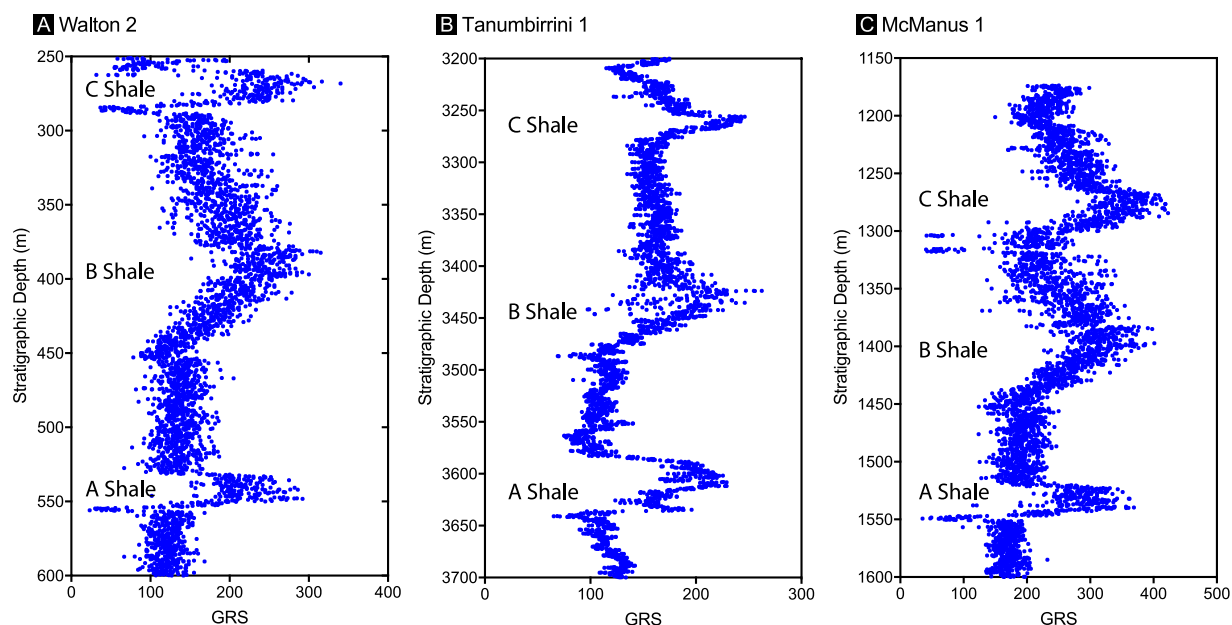 A Walton 2
250
300
350
400
450
500
550
600
Stratigraphic Depth (m)
C Shale
B Shale
A Shale
0
100
200
300
400
GRS
B Tanumbirrini 1
3200
3250
3300
3350
3400
3450
3500
3550
3600
3650
3700
Stratigraphic Depth (m)
C Shale
B Shale
A Shale
0
100
200
300
GRS
C McManus 1
1150
1200
1250
1300
1350
1400
1450
1500
1550
1600
Stratigraphic Depth (m)
C Shale
B Shale
A Shale
0
100
200
300
400
500
GRS